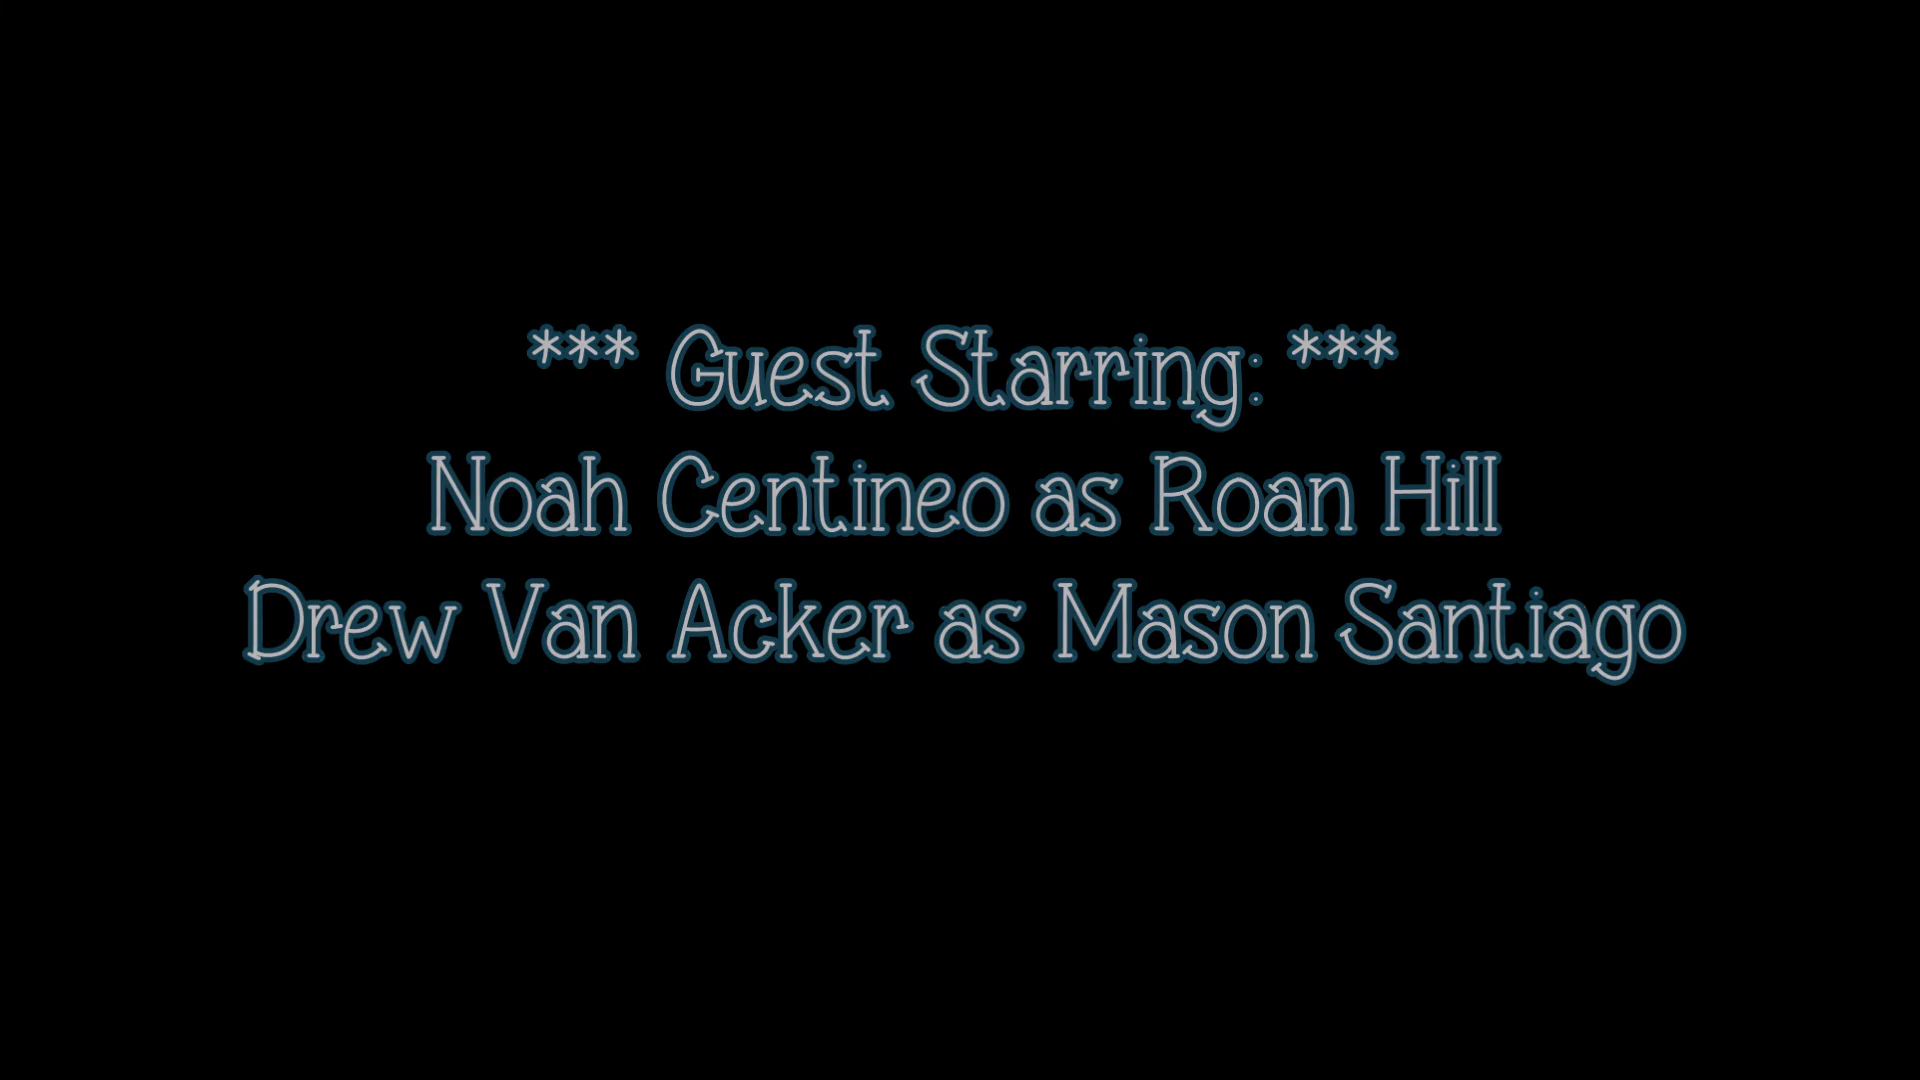 *** Guest Starring: ***
Noah Centineo as Roan Hill
Drew Van Acker as Mason Santiago